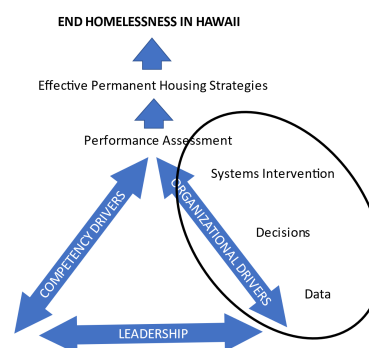 END HOMELESSNESS IN HAWAII
Effective Permanent Housing Strategies
Performance Assessment
Systems Intervention
COMPETENCY DRIVERS
ORGANIZATIONAL DRIVERS
Decisions
Data
LEADERSHIP